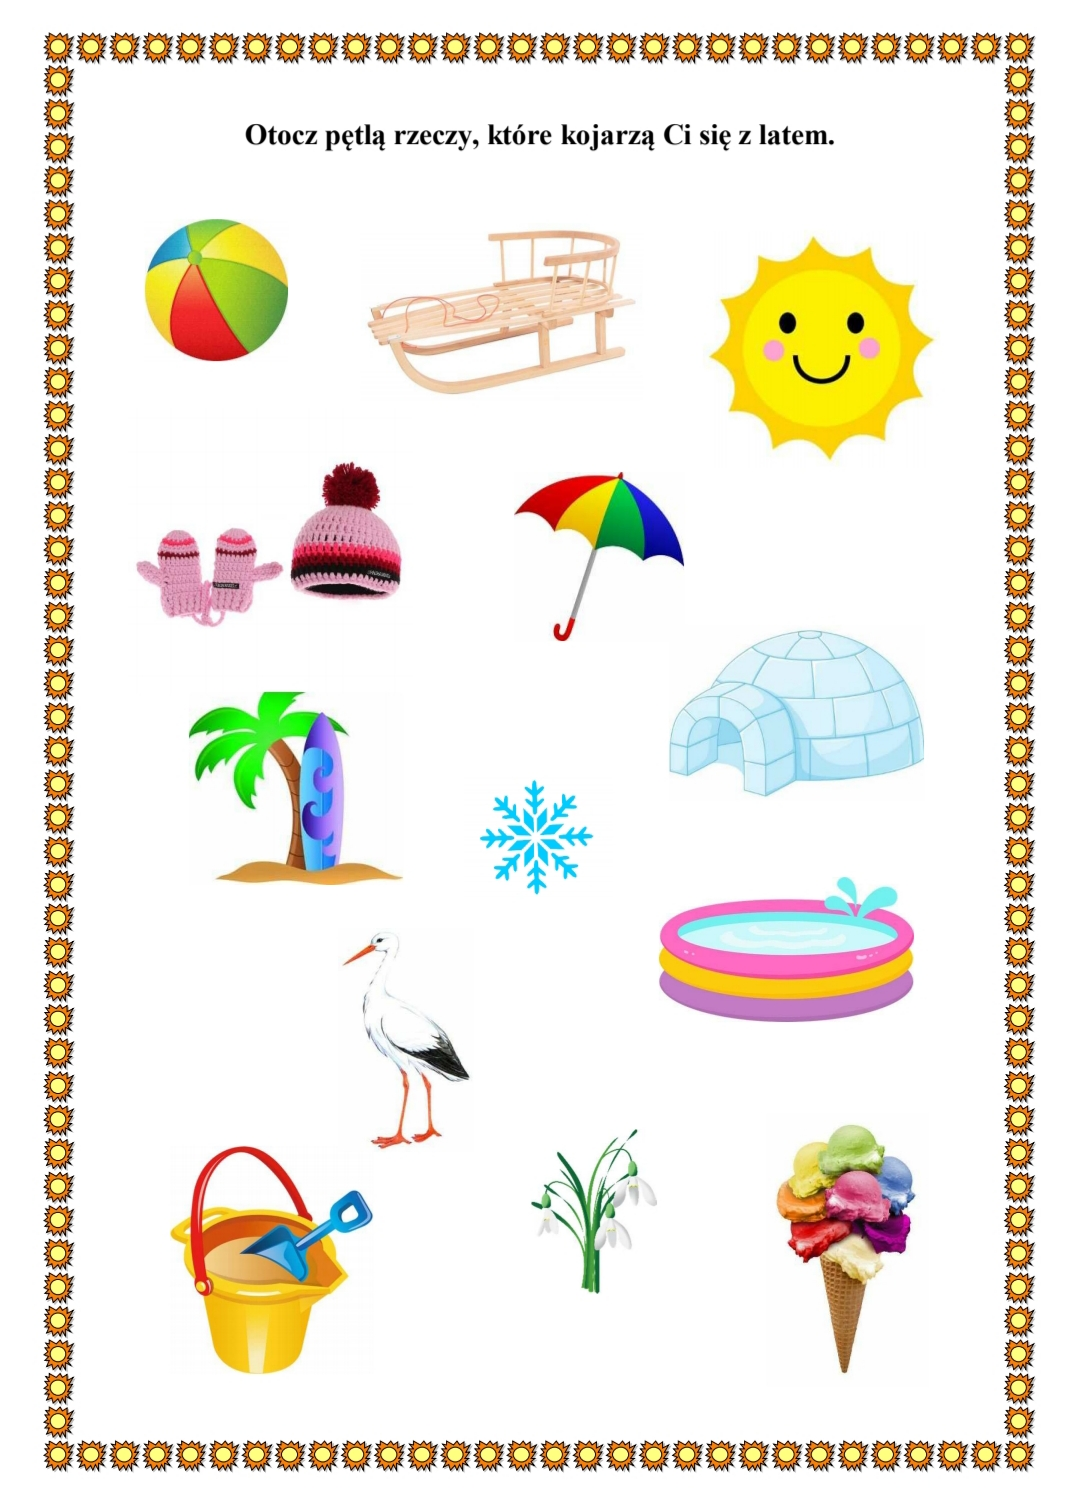 Otocz pętlą rzeczy, które kojarzą Ci się z latem.